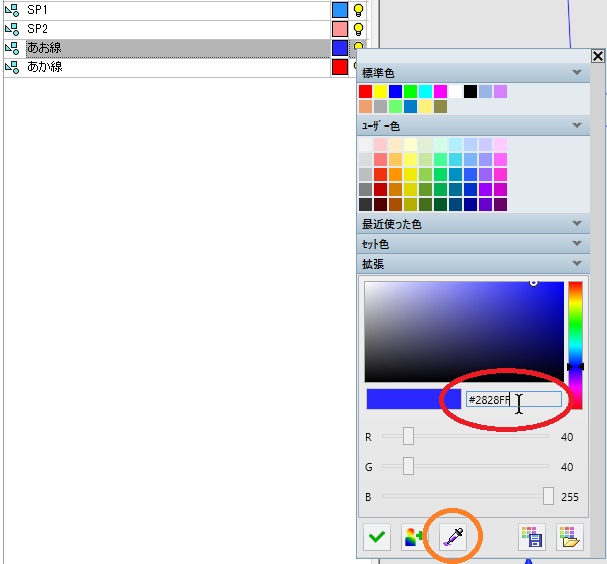 SP1
SP2
あお線
あか線
標準色
ユーザー色
最近使った色
セット色
拡張
#2828FF
R 40
G 40
B 255